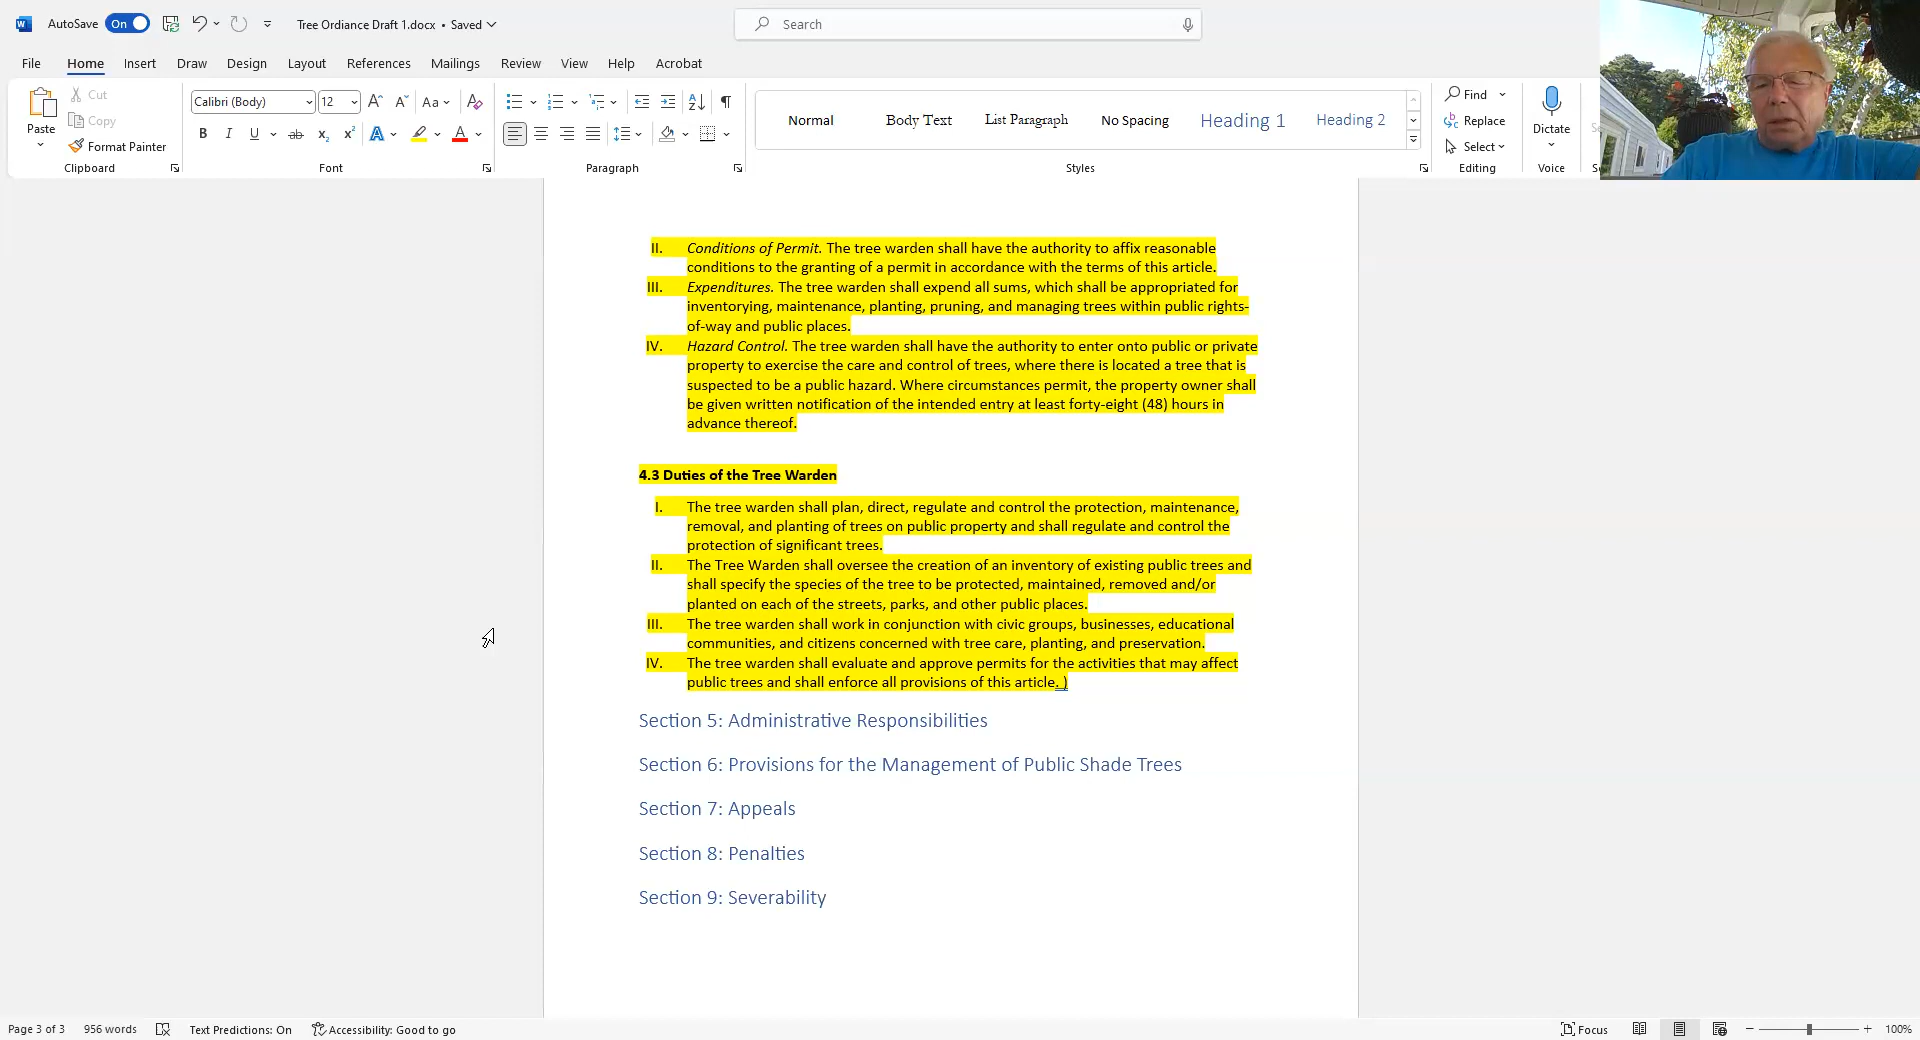 AutoSave On Tree Ordiance Draft 1.docx • Saved Search
File Home Insert Draw Design Layout References Mailings Review View Help Acrobat
Paste Cut Copy Format Painter
Clipboard
Calibri (Body) 12 Aa
B I U ab x₂ x² A A
Font
Paragraph
Normal Body Text List Paragraph No Spacing Heading 1 Heading 2
Styles
Find Replace Select
Editing
Dictate
Voice
II. Conditions of Permit. The tree warden shall have the authority to affix reasonable
conditions to the granting of a permit in accordance with the terms of this article.
III. Expenditures. The tree warden shall expend all sums, which shall be appropriated for
inventorying, maintenance, planting, pruning, and managing trees within public rights-
of-way and public places.
IV. Hazard Control. The tree warden shall have the authority to enter onto public or private
property to exercise the care and control of trees, where there is located a tree that is
suspected to be a public hazard. Where circumstances permit, the property owner shall
be given written notification of the intended entry at least forty-eight (48) hours in
advance thereof.
4.3 Duties of the Tree Warden
I. The tree warden shall plan, direct, regulate and control the protection, maintenance,
removal, and planting of trees on public property and shall regulate and control the
protection of significant trees.
II. The Tree Warden shall oversee the creation of an inventory of existing public trees and
shall specify the species of the tree to be protected, maintained, removed and/or
planted on each of the streets, parks, and other public places.
III. The tree warden shall work in conjunction with civic groups, businesses, educational
communities, and citizens concerned with tree care, planting, and preservation.
IV. The tree warden shall evaluate and approve permits for the activities that may affect
public trees and shall enforce all provisions of this article. )
Section 5: Administrative Responsibilities
Section 6: Provisions for the Management of Public Shade Trees
Section 7: Appeals
Section 8: Penalties
Section 9: Severability
Page 3 of 3 956 words Text Predictions: On Accessibility: Good to go Focus 100%